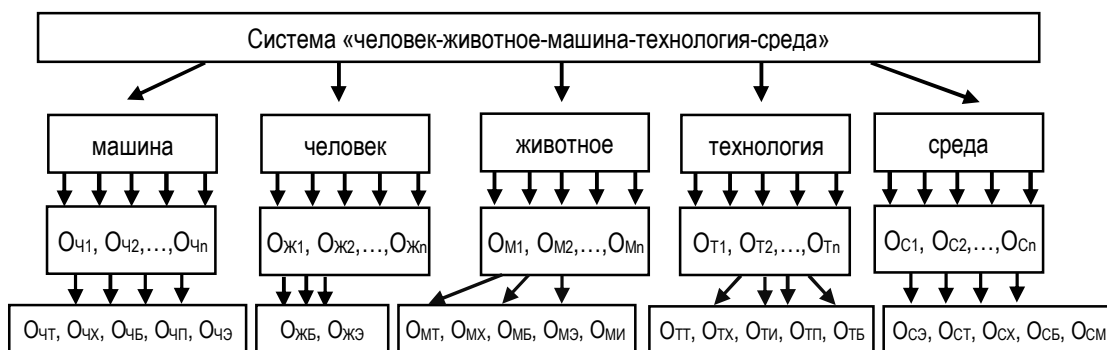 Система «человек-животное-машина-технология-среда»
машина человек животное технология среда
ОЧ1, ОЧ2,…,ОЧn ОЖ1, ОЖ2,…,ОЖn ОМ1, ОМ2,…,ОМn ОТ1, ОТ2,…,ОТn ОС1, ОС2,…,ОСn
ОЧТ, ОЧХ, ОЧБ, ОЧП, ОЧЭ ОЖБ, ОЖЭ ОМТ, ОМХ, ОМБ, ОМЭ, ОМИ ОТТ, ОТХ, ОТИ, ОТП, ОТБ ОСЭ, ОСТ, ОСХ, ОСБ, ОСМ